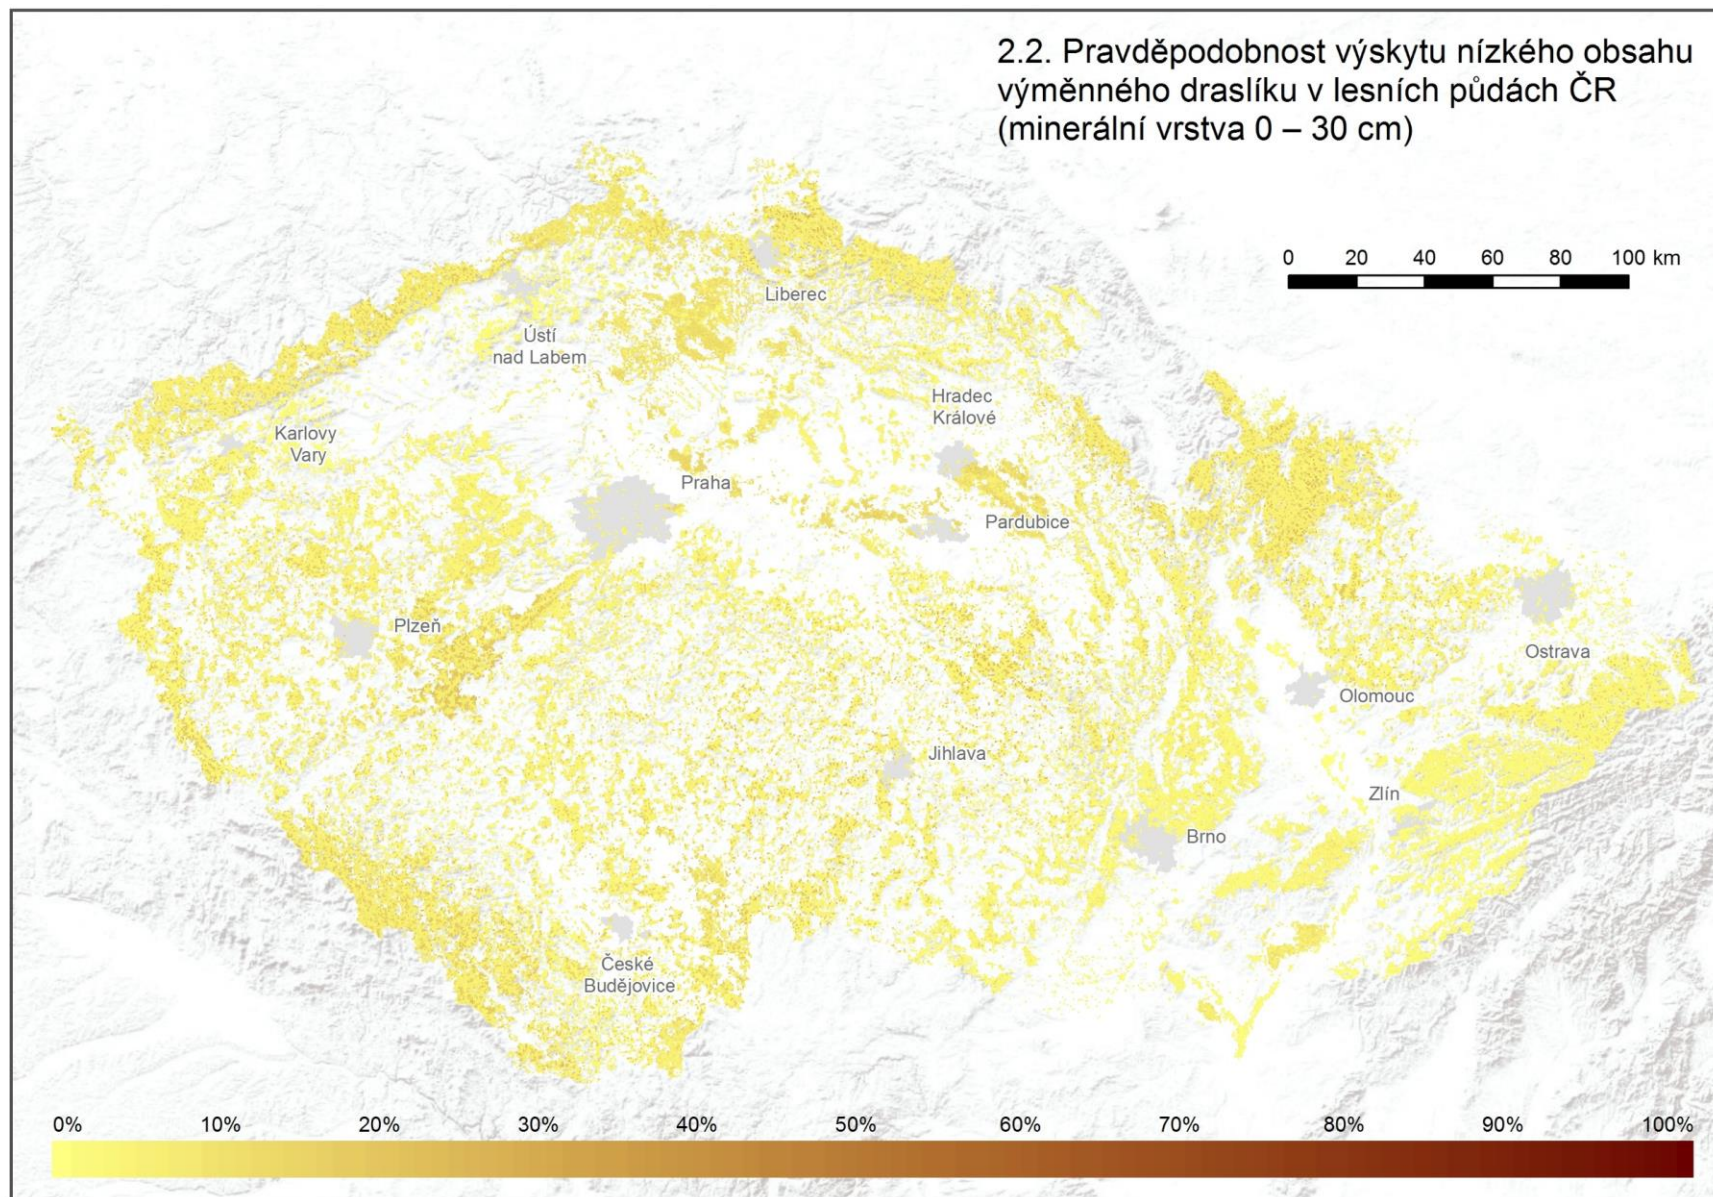 2.2. Pravděpodobnost výskytu nízkého obsahu
výměnného draslíku v lesních půdách ČR
(minerální vrstva 0 – 30 cm)
0 20 40 60 80 100 km
Liberec
Ústí
nad Labem
Hradec
Králové
Karlovy
Vary
Praha
Pardubice
Plzeň
Ostrava
Olomouc
Jihlava
Zlín
Brno
České
Budějovice
0% 10% 20% 30% 40% 50% 60% 70% 80% 90% 100%